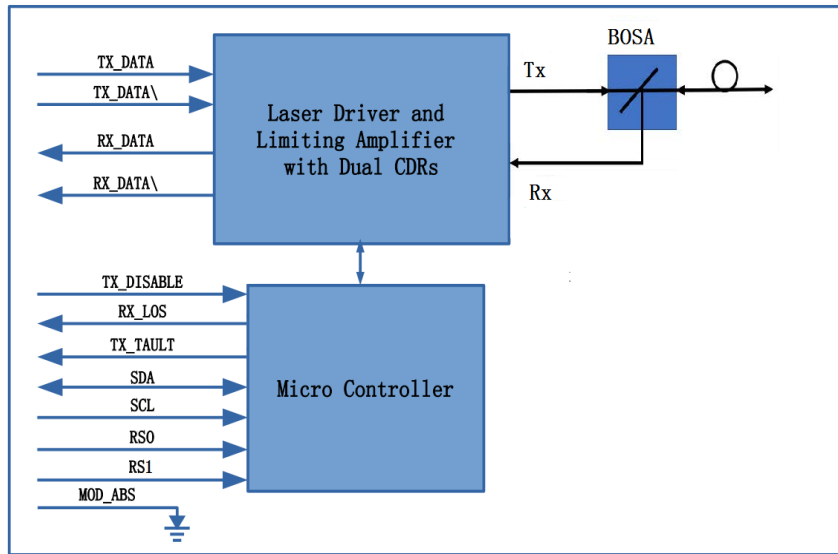 TX_DATA
TX_DATA\
RX_DATA
RX_DATA\
Laser Driver and
Limiting Amplifier
with Dual CDRs
Tx
Rx
BOSA
TX_DISABLE
RX_LOS
TX_TAULT
SDA
SCL
RS0
RS1
MOD_ABS
Micro Controller